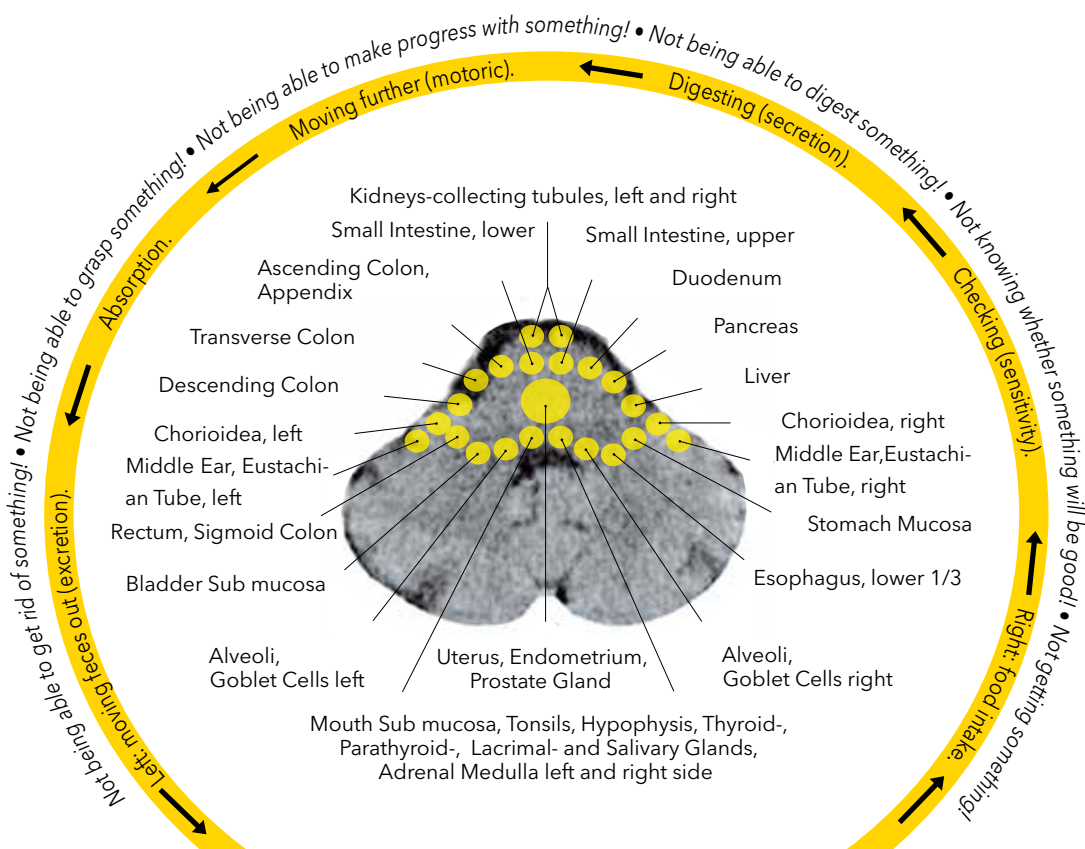 Not being able to get rid of something! • Not being able to grasp something! • Not being able to make progress with something! • Not being able to digest something! • Not knowing whether something will be good! • Not getting something!
Left: moving feces out (excretion).
Absorption.
Moving further (motoric).
Digesting (secretion).
Checking (sensitivity).
Right: food intake.
Kidneys-collecting tubules, left and right
Small Intestine, lower
Small Intestine, upper
Ascending Colon,
Appendix
Duodenum
Transverse Colon
Pancreas
Descending Colon
Liver
Chorioidea, left
Chorioidea, right
Middle Ear, Eustachi-
an Tube, left
Middle Ear,Eustachi-
an Tube, right
Rectum, Sigmoid Colon
Stomach Mucosa
Bladder Sub mucosa
Esophagus, lower 1/3
Alveoli,
Goblet Cells left
Uterus, Endometrium,
Prostate Gland
Alveoli,
Goblet Cells right
Mouth Sub mucosa, Tonsils, Hypophysis, Thyroid-,
Parathyroid-, Lacrimal- and Salivary Glands,
Adrenal Medulla left and right side